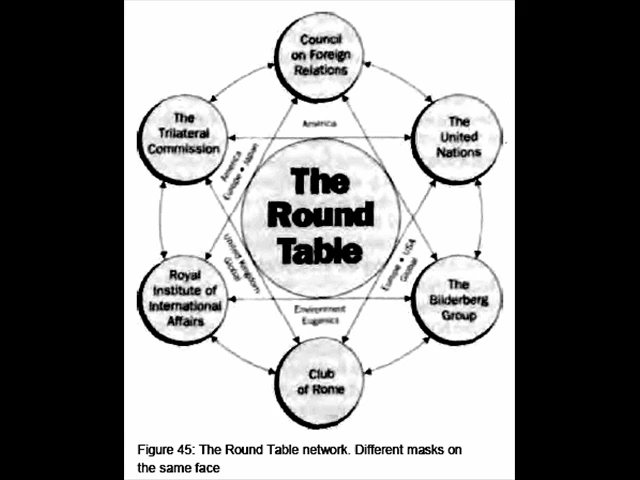 Council
on Foreign
Relations
The
Trilateral
Commission
The
United
Nations
America
America
Europe • Japan
The
Round
Table
United Kingdom
Global
Europe • USA
Global
Royal
Institute of
International
Affairs
The
Bilderberg
Group
Environment
Eugenics
Club
of Rome
Figure 45: The Round Table network. Different masks on
the same face